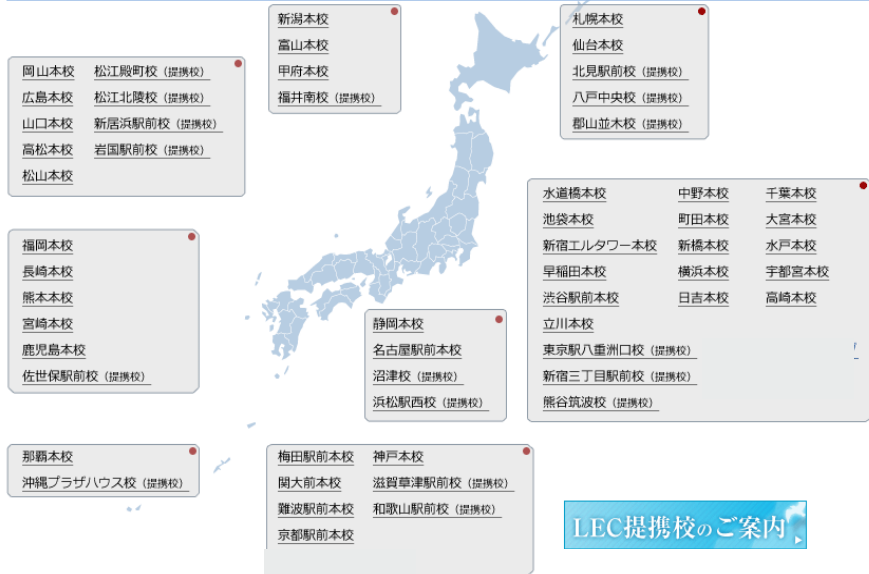 新潟本校
富山本校
甲府本校
福井南校（提携校）
札幌本校
仙台本校
北見駅前校（提携校）
八戸中央校（提携校）
郡山並木校（提携校）
岡山本校 松江殿町校（提携校）
広島本校 松江北陵校（提携校）
山口本校 新居浜駅前校（提携校）
高松本校 岩国駅前校（提携校）
松山本校
水道橋本校 中野本校 千葉本校
池袋本校 町田本校 大宮本校
新宿エルタワー本校 新橋本校 水戸本校
早稲田本校 横浜本校 宇都宮本校
渋谷駅前本校 日吉本校 高崎本校
立川本校
東京駅八重洲口校（提携校）
新宿三丁目駅前校（提携校）
熊谷筑波校（提携校）
福岡本校
長崎本校
熊本本校
宮崎本校
鹿児島本校
佐世保駅前校（提携校）
静岡本校
名古屋駅前本校
沼津校（提携校）
浜松駅西校（提携校）
那覇本校
沖縄プラザハウス校（提携校）
梅田駅前本校 神戸本校
関大前本校 滋賀草津駅前校（提携校）
難波駅前本校 和歌山駅前校（提携校）
京都駅前本校
LEC提携校のご案内